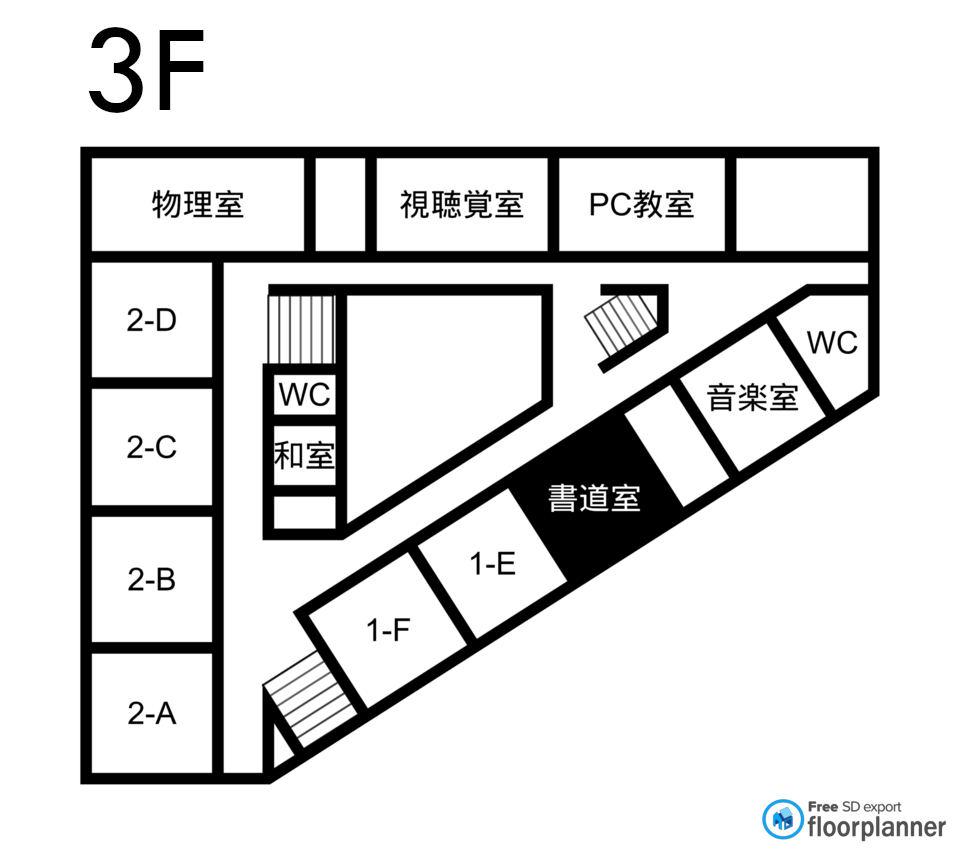 3F
物理室
視聴覚室
PC教室
2-D
WC
WC
音楽室
2-C
和室
書道室
1-E
2-B
1-F
2-A
Free SD export
floorplanner